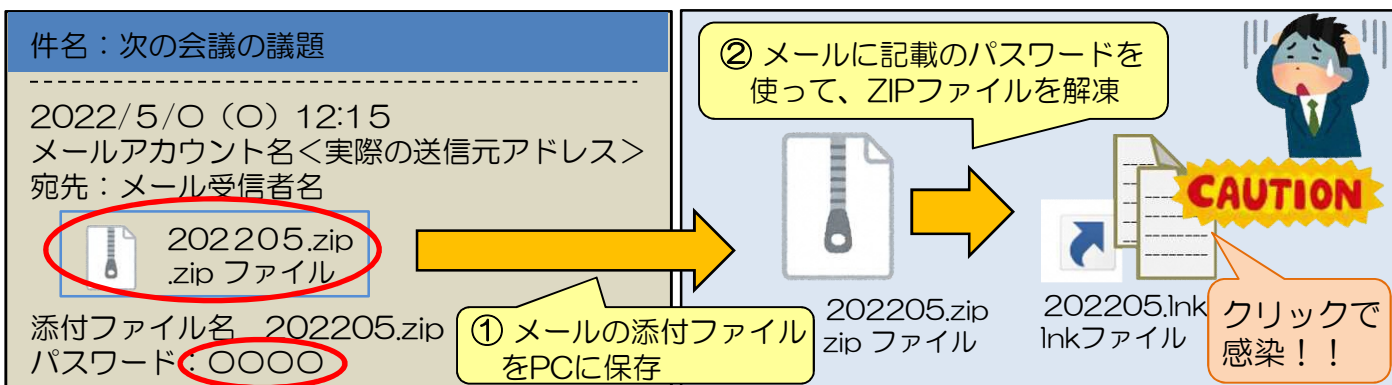 件名：次の会議の議題
2022/5/〇（〇）12:15
メールアカウント名＜実際の送信元アドレス＞
宛先：メール受信者名
202205.zip
.zip ファイル
添付ファイル名　202205.zip
パスワード：〇〇〇〇
① メールの添付ファイル
をPCに保存
② メールに記載のパスワードを
使って、ZIPファイルを解凍
202205.zip
zip ファイル
CAUTION
202205.lnk
lnkファイル
クリックで
感染！！